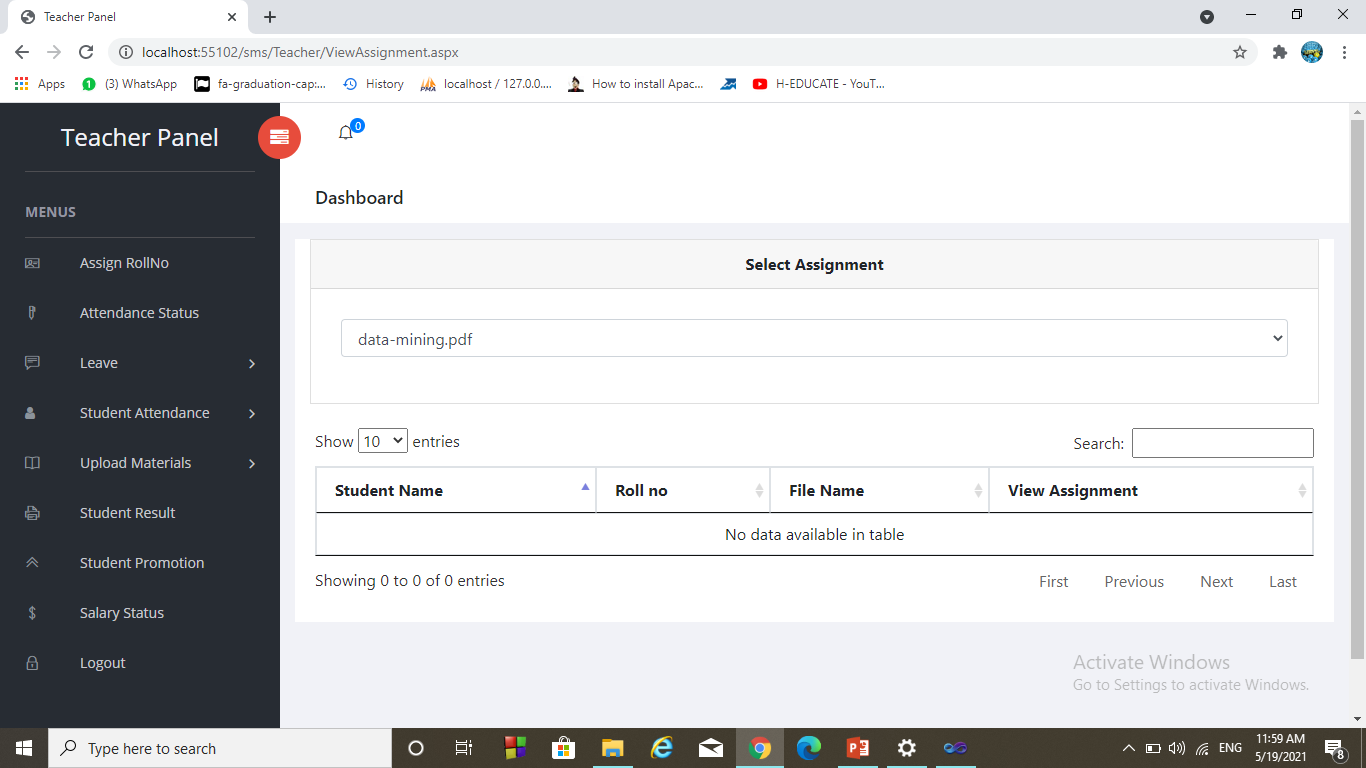 Teacher Panel
localhost:55102/sms/Teacher/ViewAssignment.aspx
Apps 1 (3) WhatsApp fa-graduation-cap:... History PMA localhost / 127.0.0.... How to install Apac... H-EDUCATE - YouT...
Teacher Panel
0
Dashboard
MENUS
Assign RollNo
Attendance Status
Leave
Student Attendance
Upload Materials
Student Result
Student Promotion
Salary Status
Logout
Select Assignment
data-mining.pdf
Show 10 entries Search:
Student Name Roll no File Name View Assignment
No data available in table
Showing 0 to 0 of 0 entries First Previous Next Last
Activate Windows
Go to Settings to activate Windows.
Type here to search
ENG
11:59 AM
5/19/2021
8